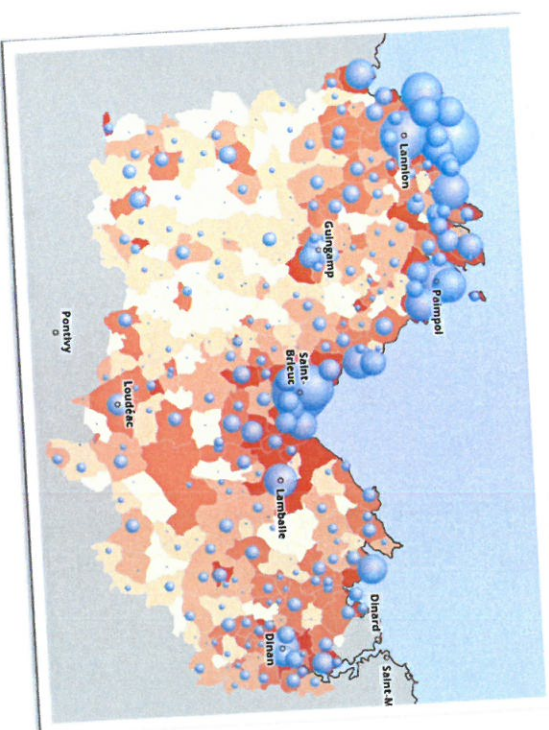 Lannion
Paimpol
Guingamp
Saint-
Brieuc
Lamballe
Dinard
Saint-M
Dinan
Loudéac
Pontivy